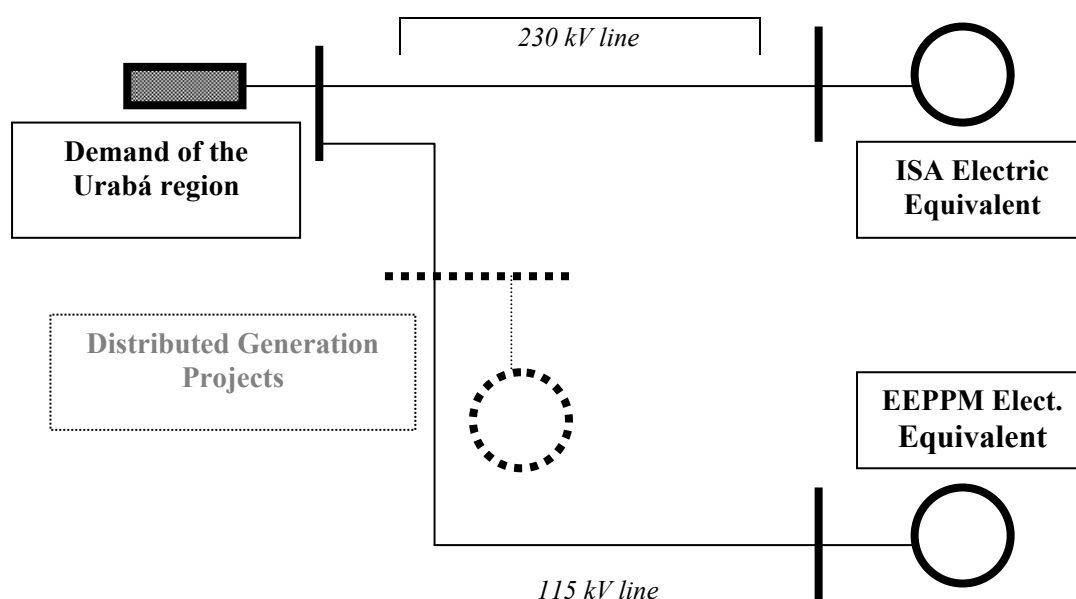 230 kV line
Demand of the
Urabá region
ISA Electric
Equivalent
Distributed Generation
Projects
EEPPM Elect.
Equivalent
115 kV line